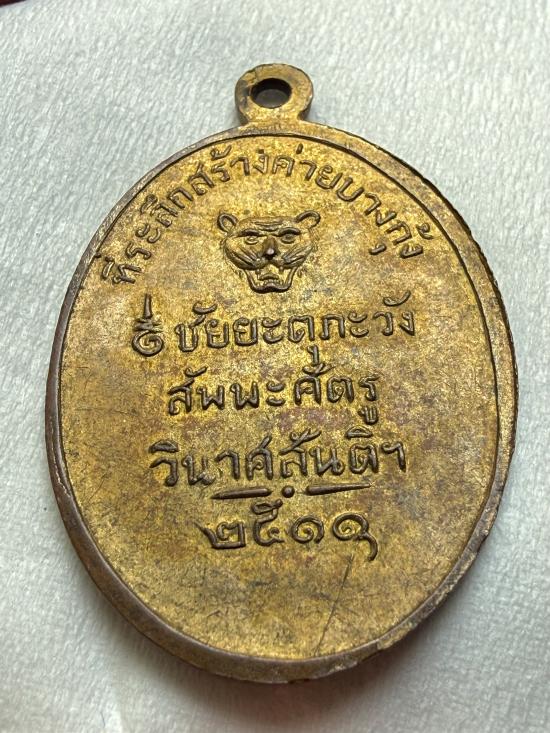 ที่ระลึกสร้างค่ายบางกุ้ง
ชัยยะตุภะวัง
สัพพะศัตรู
วินาศสันติฯ
๒๕๑๑